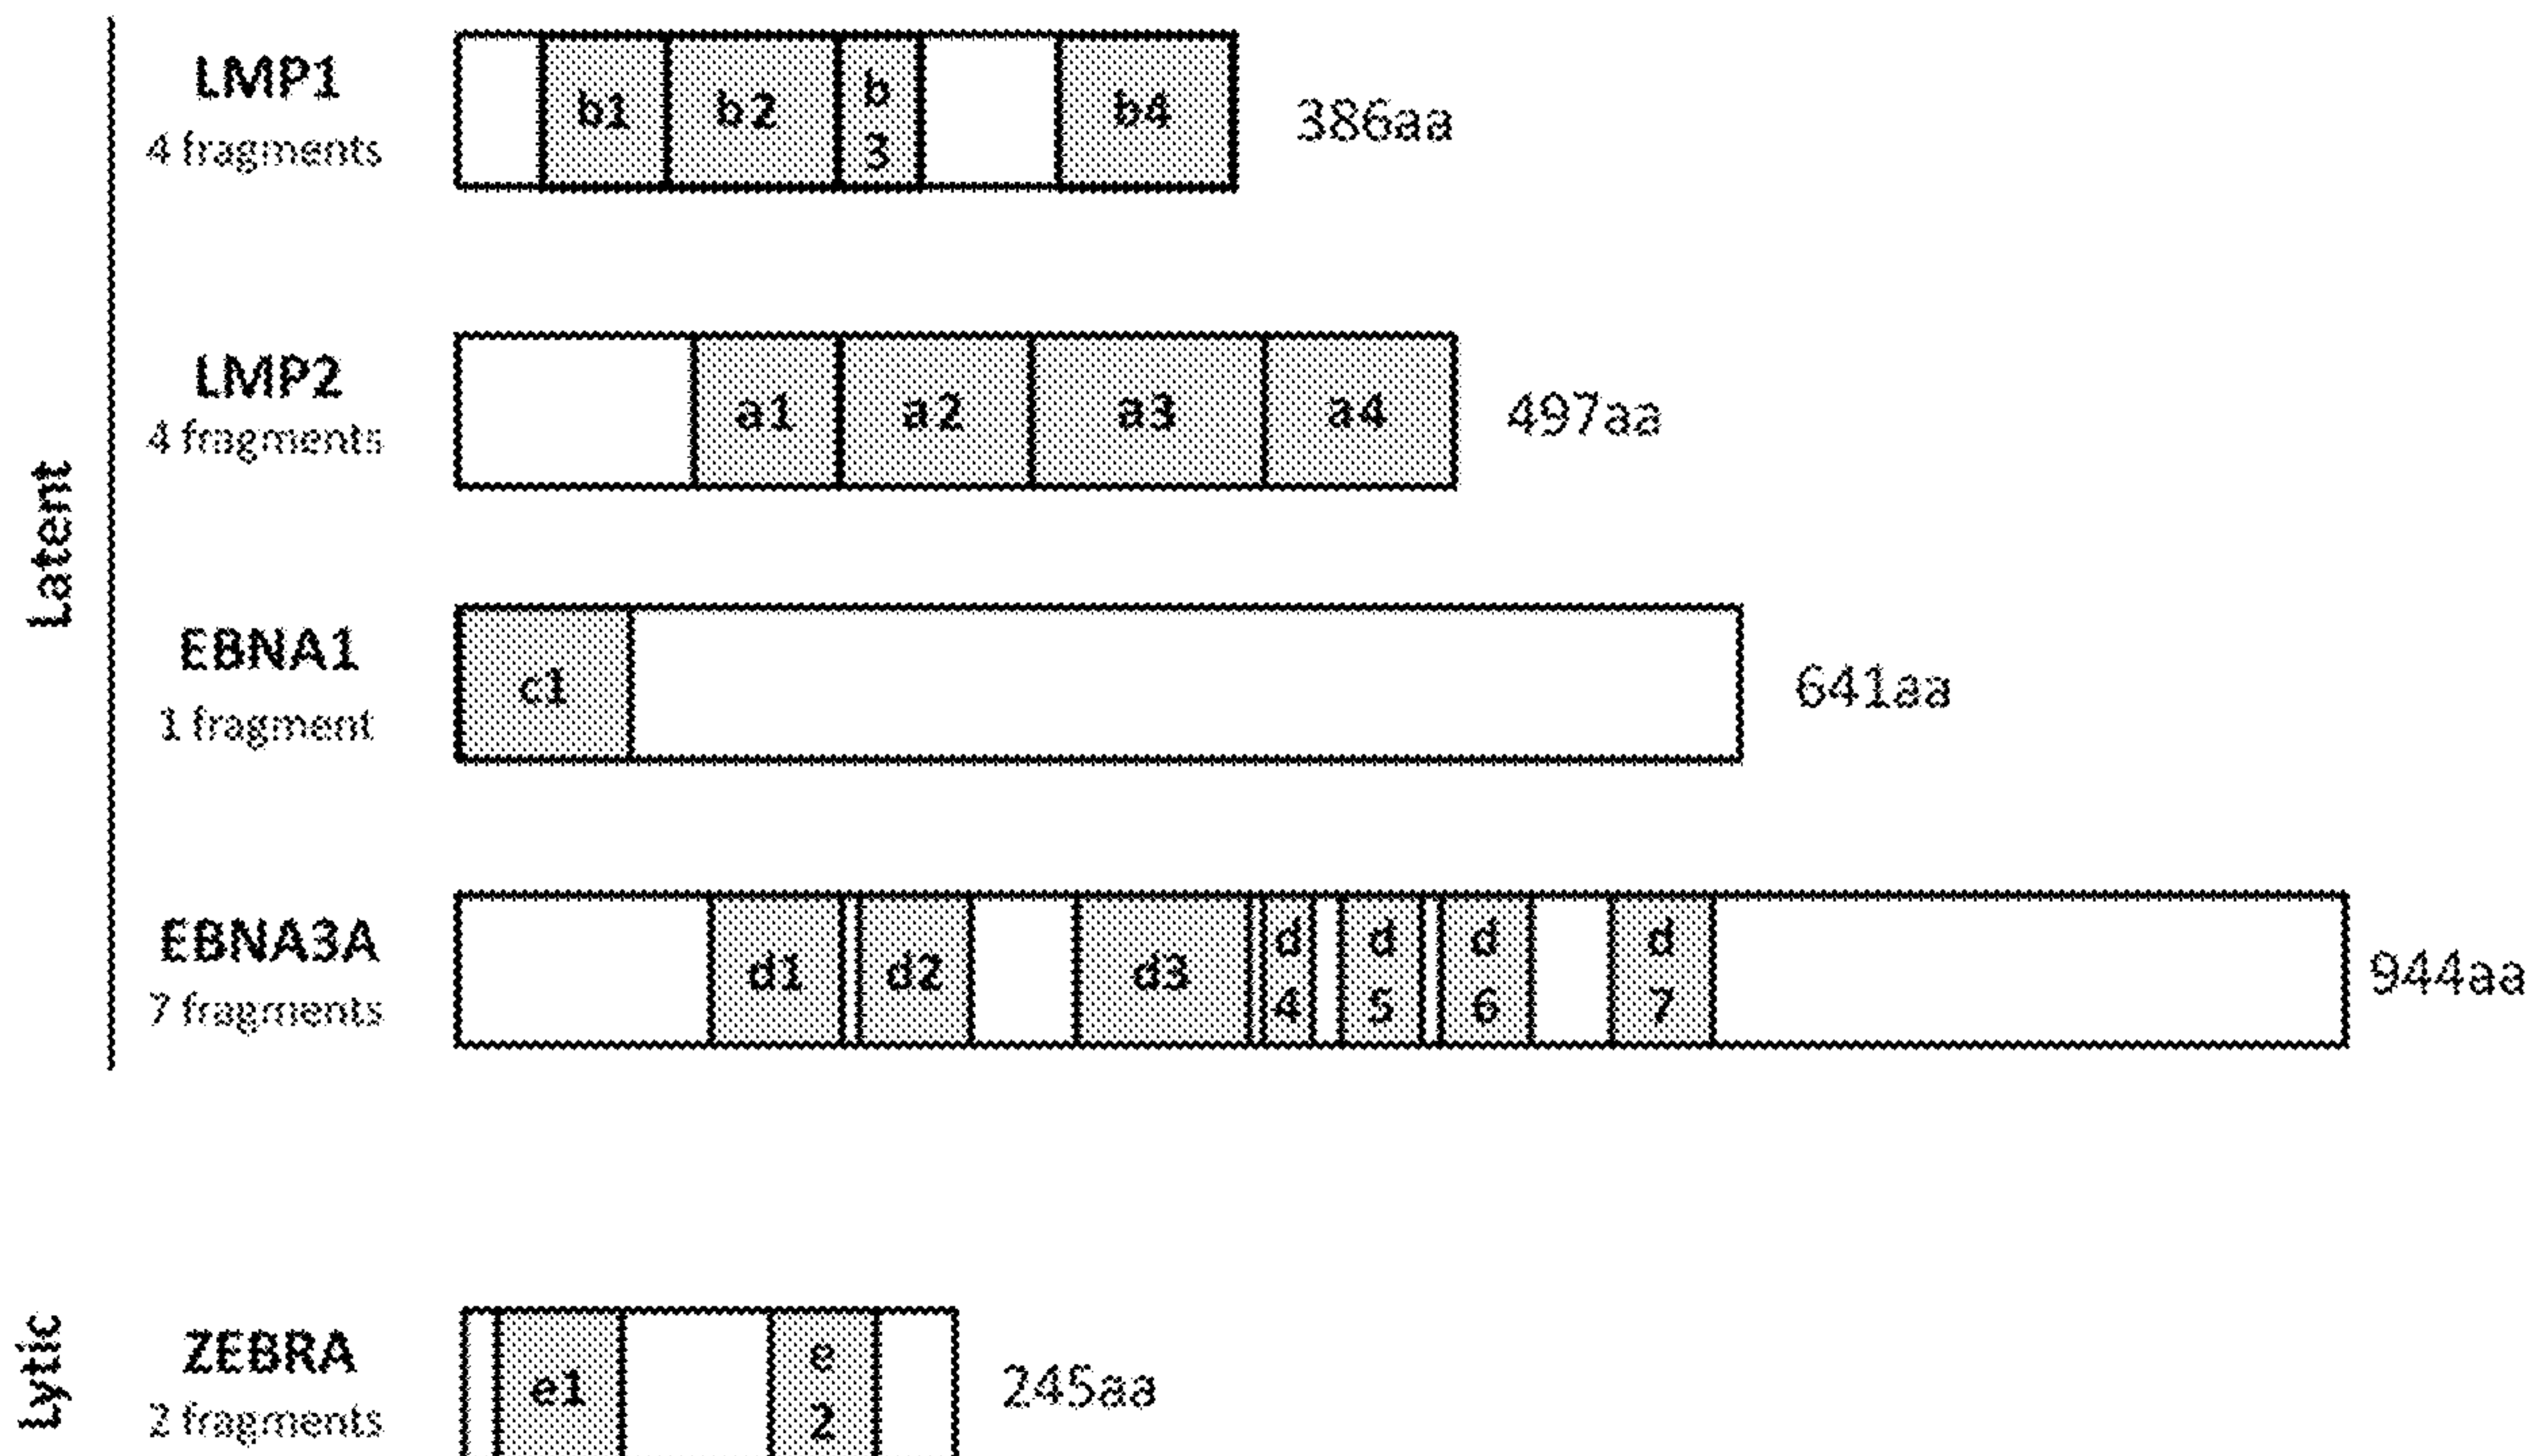 Latent
LMP1
4 fragments
b1
b2
b
3
b4
386aa
LMP2
4 fragments
a1
a2
a3
a4
497aa
EBNA1
1 fragment
c1
641aa
EBNA3A
7 fragments
d1
d2
d3
d
4
d
5
d
6
d
7
944aa
Lytic
ZEBRA
2 fragments
e1
e
2
245aa